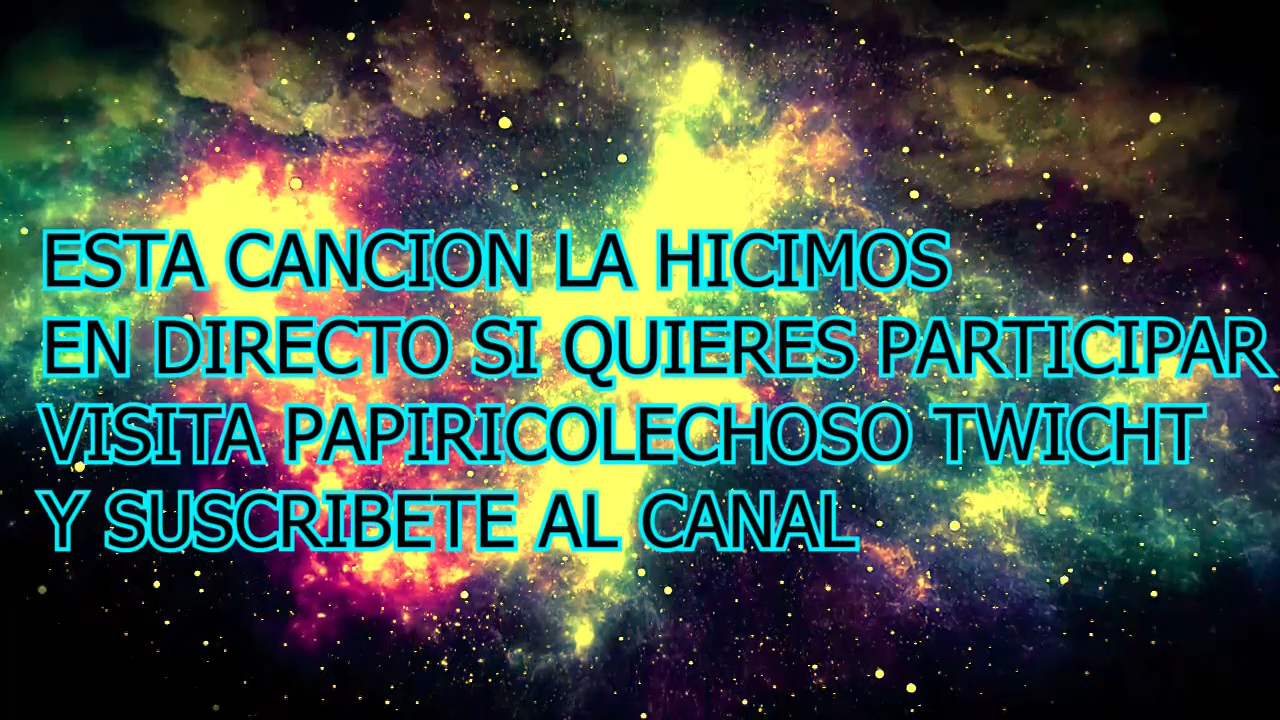 ESTA CANCION LA HICIMOS
EN DIRECTO SI QUIERES PARTICIPAR
VISITA PAPIRICOLECHOSO TWICHT
Y SUSCRIBETE AL CANAL